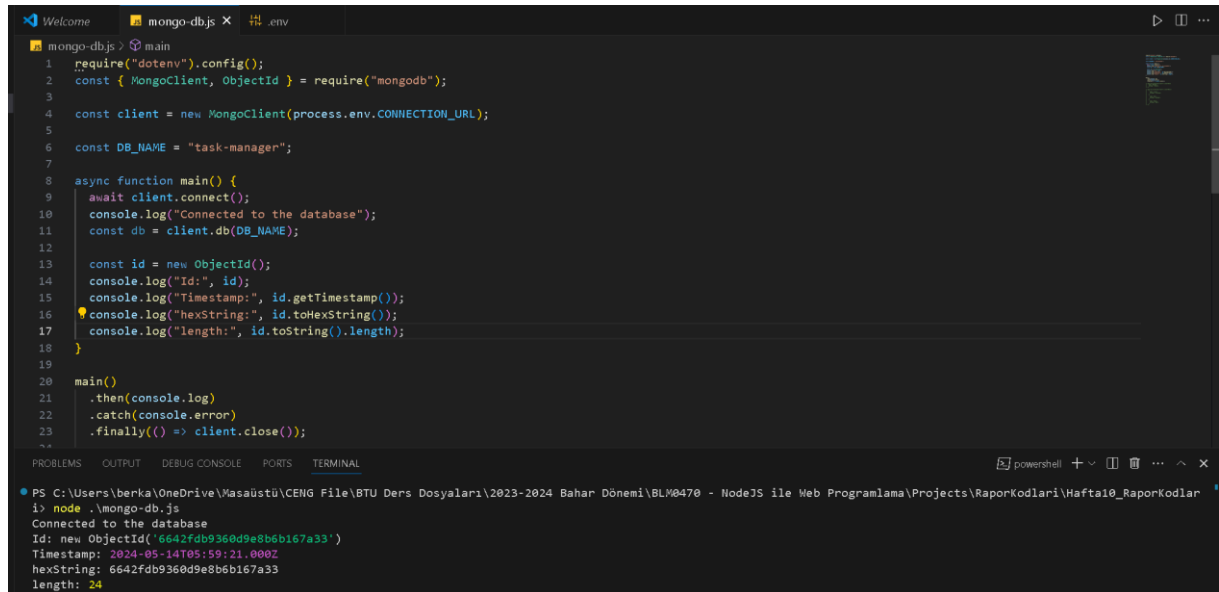 Welcome mongo-db.js .env
mongo-db.js > main
1 require("dotenv").config();
2 const { MongoClient, ObjectId } = require("mongodb");
3
4 const client = new MongoClient(process.env.CONNECTION_URL);
5
6 const DB_NAME = "task-manager";
7
8 async function main() {
9 await client.connect();
10 console.log("Connected to the database");
11 const db = client.db(DB_NAME);
12
13 const id = new ObjectId();
14 console.log("Id:", id);
15 console.log("Timestamp:", id.getTimestamp());
16 console.log("hexString:", id.toHexString());
17 console.log("length:", id.toString().length);
18 }
19
20 main()
21 .then(console.log)
22 .catch(console.error)
23 .finally(() => client.close());
24
PROBLEMS OUTPUT DEBUG CONSOLE PORTS TERMINAL powershell
PS C:\Users\berka\OneDrive\Masaüstü\CENG File\BTU Ders Dosyaları\2023-2024 Bahar Dönemi\BLM0470 - NodeJS ile Web Programlama\Projects\RaporKodlari\Hafta10_RaporKodlar
i> node .\mongo-db.js
Connected to the database
Id: new ObjectId('6642fdb9360d9e8b6b167a33')
Timestamp: 2024-05-14T05:59:21.000Z
hexString: 6642fdb9360d9e8b6b167a33
length: 24